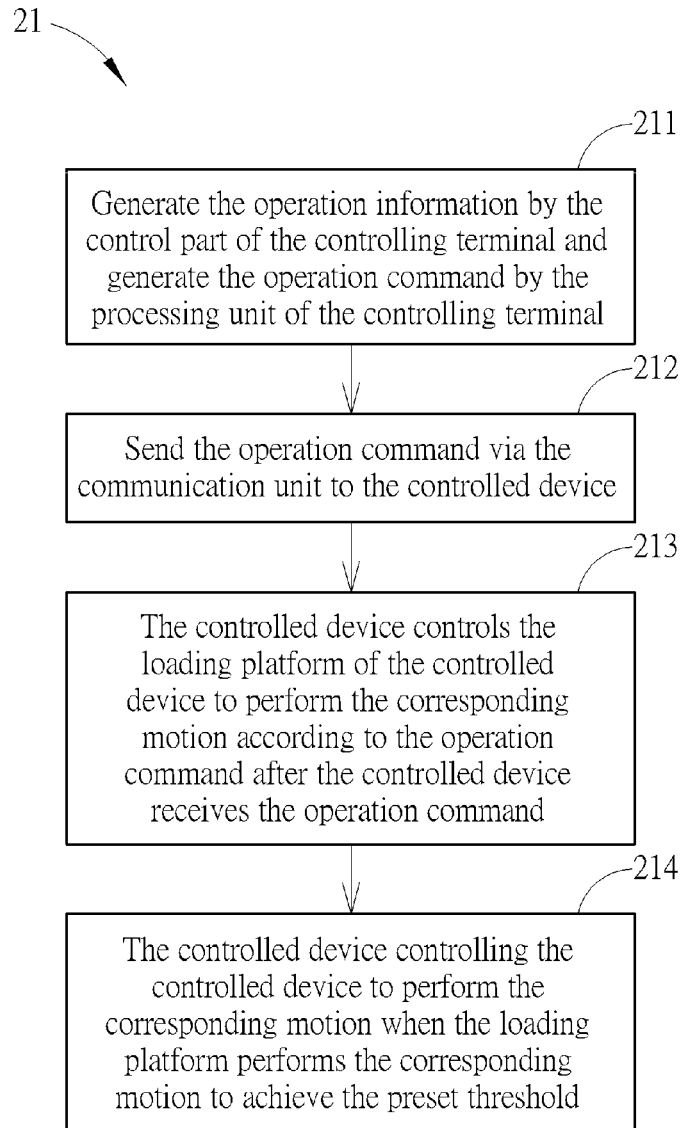 21
211
Generate the operation information by the
control part of the controlling terminal and
generate the operation command by the
processing unit of the controlling terminal
212
Send the operation command via the
communication unit to the controlled device
213
The controlled device controls the
loading platform of the controlled
device to perform the corresponding
motion according to the operation
command after the controlled device
receives the operation command
214
The controlled device controlling the
controlled device to perform the
corresponding motion when the loading
platform performs the corresponding
motion to achieve the preset threshold